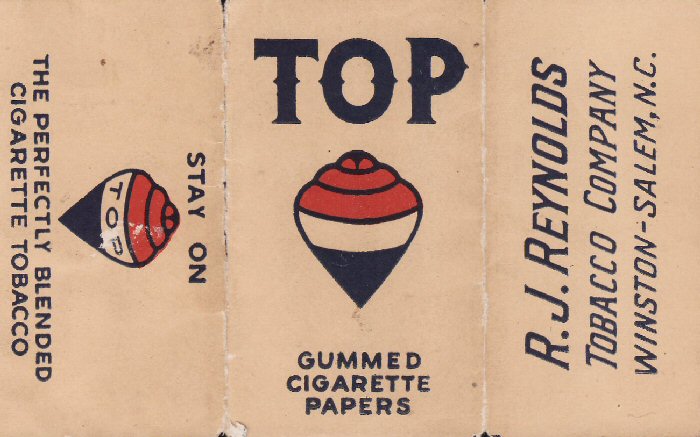 STAY ON
TOP
THE PERFECTLY BLENDED
CIGARETTE TOBACCO
TOP
GUMMED
CIGARETTE
PAPERS
R. J. REYNOLDS
TOBACCO COMPANY
WINSTON-SALEM, N.C.